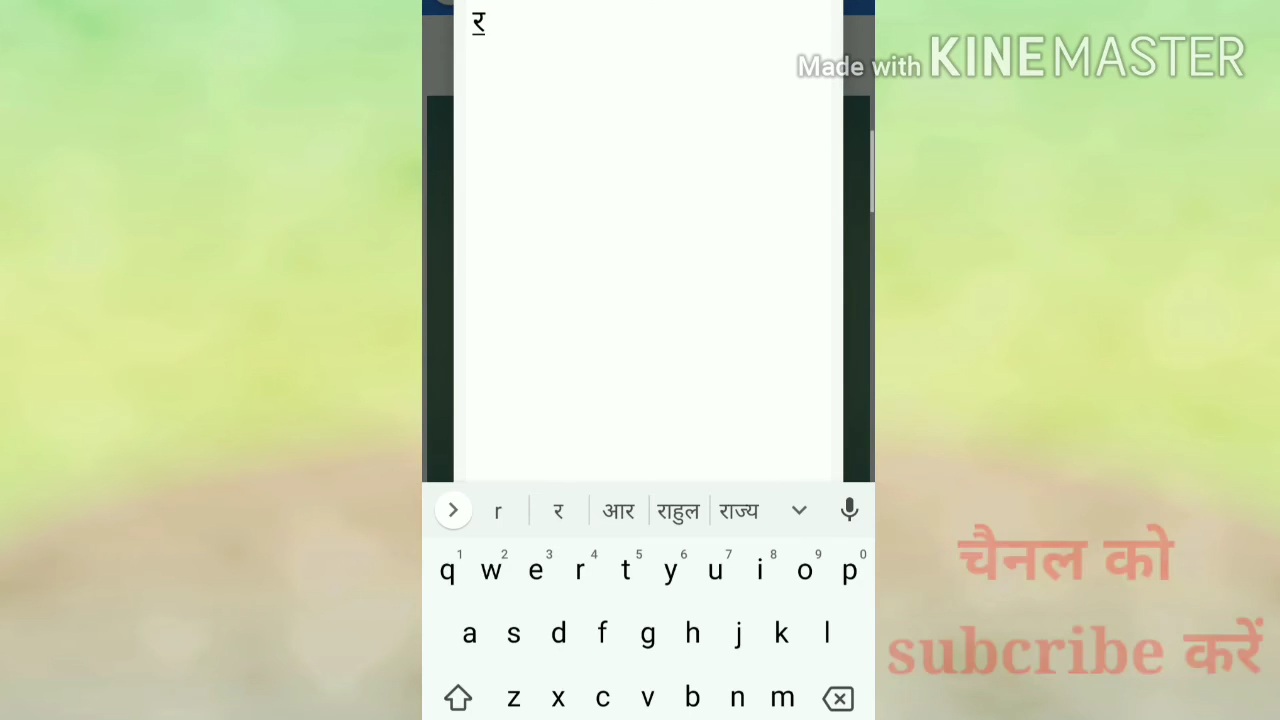 र
Made with KINEMASTER
r र आर राहुल राज्य
1 2 3 4 5 6 7 8 9 0
q w e r t y u i o p
a s d f g h j k l
z x c v b n m
चैनल को
subcribe करें